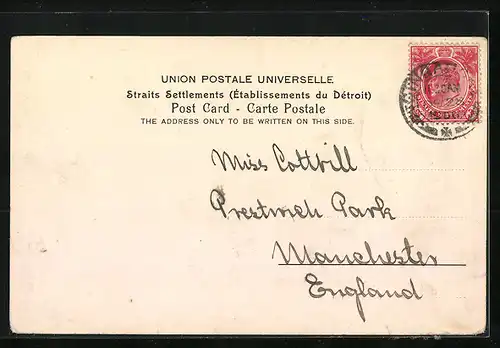 UNION POSTALE UNIVERSELLE
Straits Settlements (Établissements du Détroit)
Post Card - Carte Postale
THE ADDRESS ONLY TO BE WRITTEN ON THIS SIDE.
Miss Cottrill
Prestwich Park
Manchester
England